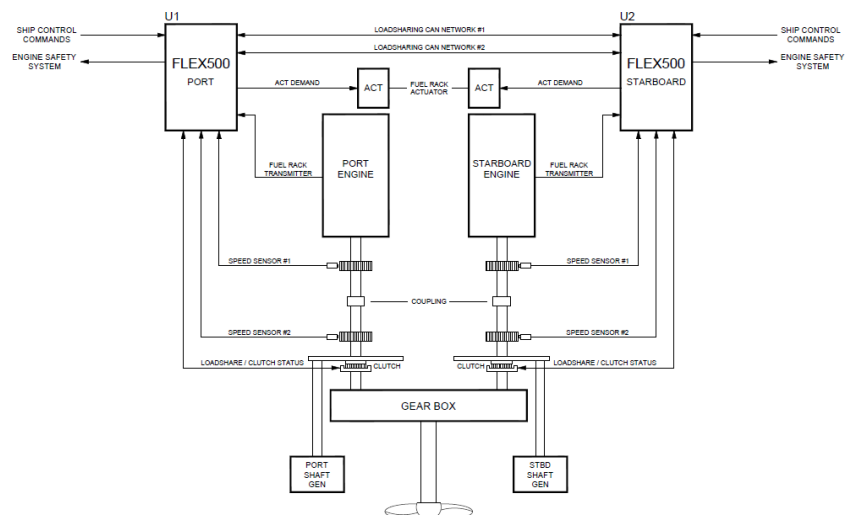 U1
U2
SHIP CONTROL
COMMANDS
ENGINE SAFETY
SYSTEM
FLEX500
PORT
LOADSHARING CAN NETWORK #1
LOADSHARING CAN NETWORK #2
FLEX500
STARBOARD
SHIP CONTROL
COMMANDS
ENGINE SAFETY
SYSTEM
ACT DEMAND
ACT
FUEL RACK
ACTUATOR
ACT
ACT DEMAND
PORT
ENGINE
STARBOARD
ENGINE
FUEL RACK
TRANSMITTER
FUEL RACK
TRANSMITTER
SPEED SENSOR #1
SPEED SENSOR #1
COUPLING
SPEED SENSOR #2
SPEED SENSOR #2
LOADSHARE / CLUTCH STATUS
CLUTCH
CLUTCH
LOADSHARE / CLUTCH STATUS
GEAR BOX
PORT
SHAFT
GEN
STBD
SHAFT
GEN